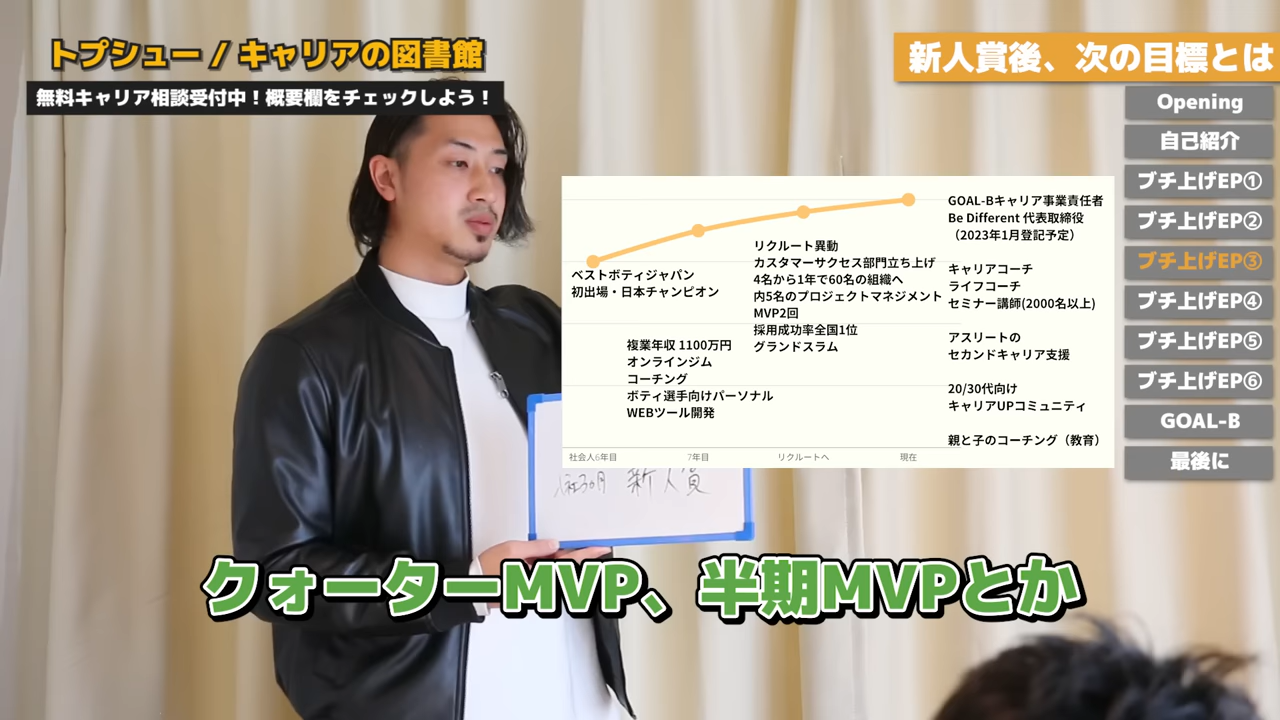 トプシュー / キャリアの図書館
無料キャリア相談受付中！概要欄をチェックしよう！
新人賞後、次の目標とは
Opening
自己紹介
ブチ上げEP①
ブチ上げEP②
ブチ上げEP③
ブチ上げEP④
ブチ上げEP⑤
ブチ上げEP⑥
GOAL-B
最後に
ベストボディジャパン
初出場・日本チャンピオン
複業年収 1100万円
オンラインジム
コーチング
ボディ選手向けパーソナル
WEBツール開発
リクルート異動
カスタマーサクセス部門立ち上げ
4名から1年で60名の組織へ
内5名のプロジェクトマネジメント
MVP2回
採用成功率全国1位
グランドスラム
GOAL-Bキャリア事業責任者
Be Different 代表取締役
（2023年1月登記予定）
キャリアコーチ
ライフコーチ
セミナー講師(2000名以上)
アスリートの
セカンドキャリア支援
20/30代向け
キャリアUPコミュニティ
親と子のコーチング（教育）
社会人6年目
7年目
リクルートへ
現在
新人賞
クォーターMVP、半期MVPとか